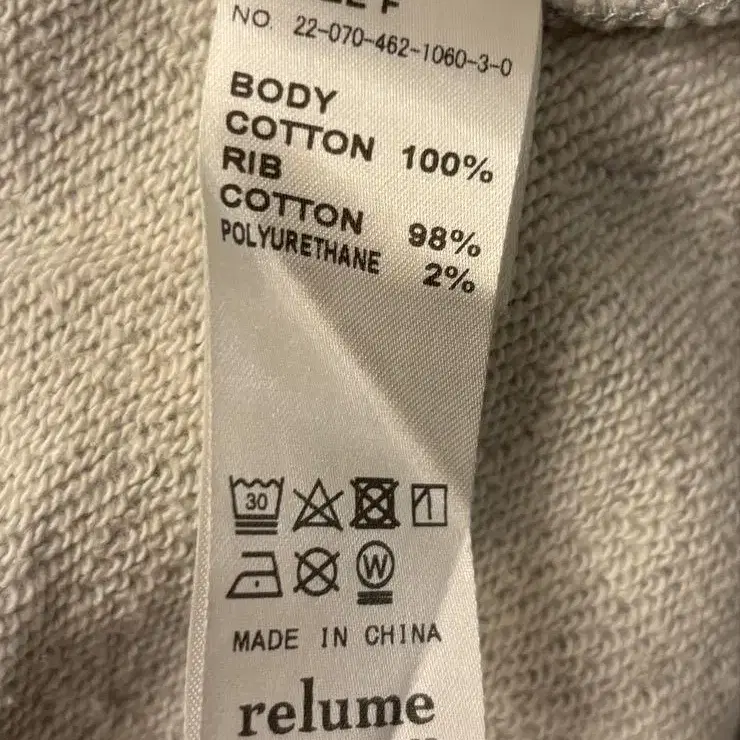 NO. 22-070-462-1060-3-0
BODY
COTTON 100%
RIB
COTTON 98%
POLYURETHANE 2%
30
W
MADE IN CHINA
relume